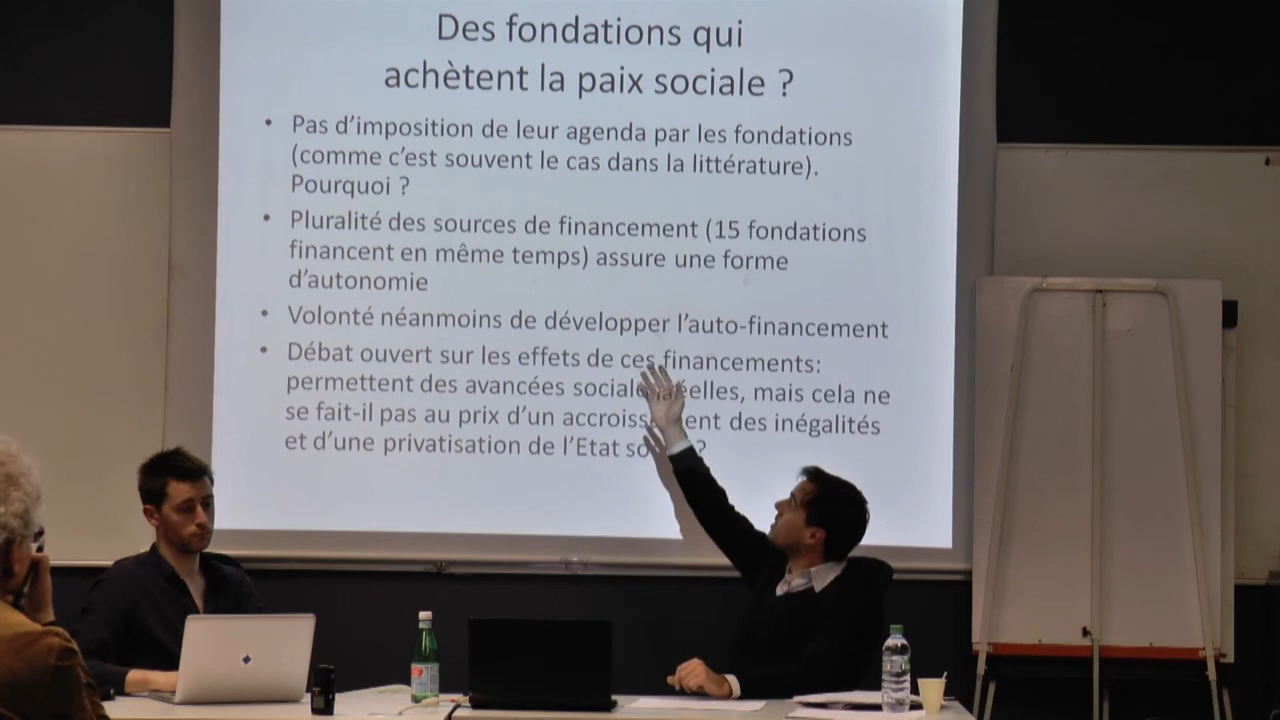 Des fondations qui
achètent la paix sociale ?
• Pas d’imposition de leur agenda par les fondations
(comme c’est souvent le cas dans la littérature).
Pourquoi ?
• Pluralité des sources de financement (15 fondations
financent en même temps) assure une forme
d’autonomie
• Volonté néanmoins de développer l’auto-financement
• Débat ouvert sur les effets de ces financements:
permettent des avancées sociales réelles, mais cela ne
se fait-il pas au prix d’un accroissement des inégalités
et d’une privatisation de l’Etat ?